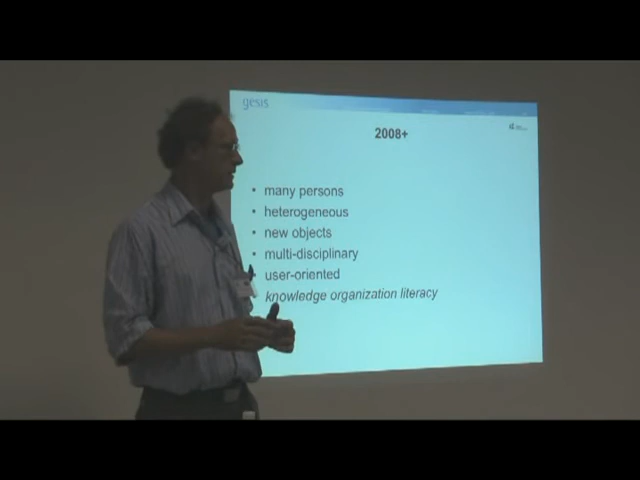 gesis
2008+
• many persons
• heterogeneous
• new objects
• multi-disciplinary
• user-oriented
knowledge organization literacy